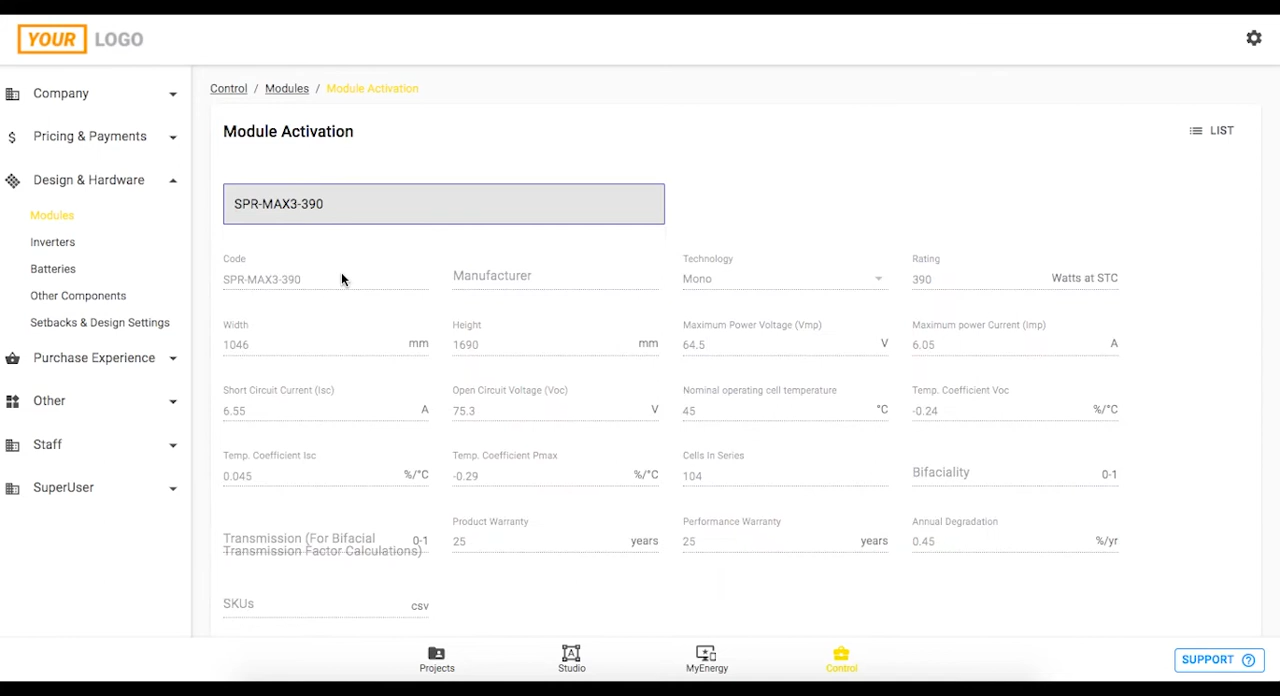 YOUR LOGO
Company
Pricing & Payments
Design & Hardware
Modules
Inverters
Batteries
Other Components
Setbacks & Design Settings
Purchase Experience
Other
Staff
SuperUser
Control / Modules / Module Activation
Module Activation
LIST
SPR-MAX3-390
Code
SPR-MAX3-390
Manufacturer
Technology
Mono
Rating
390 Watts at STC
Width
1046 mm
Height
1690 mm
Maximum Power Voltage (Vmp)
64.5 V
Maximum power Current (Imp)
6.05 A
Short Circuit Current (Isc)
6.55 A
Open Circuit Voltage (Voc)
75.3 V
Nominal operating cell temperature
45 °C
Temp. Coefficient Voc
-0.24 %/°C
Temp. Coefficient Isc
0.045 %/°C
Temp. Coefficient Pmax
-0.29 %/°C
Cells In Series
104
Bifaciality 0-1
Transmission (For Bifacial 0-1
Transmission Factor Calculations)
Product Warranty
25 years
Performance Warranty
25 years
Annual Degradation
0.45 %/yr
SKUs csv
Projects
Studio
MyEnergy
Control
SUPPORT